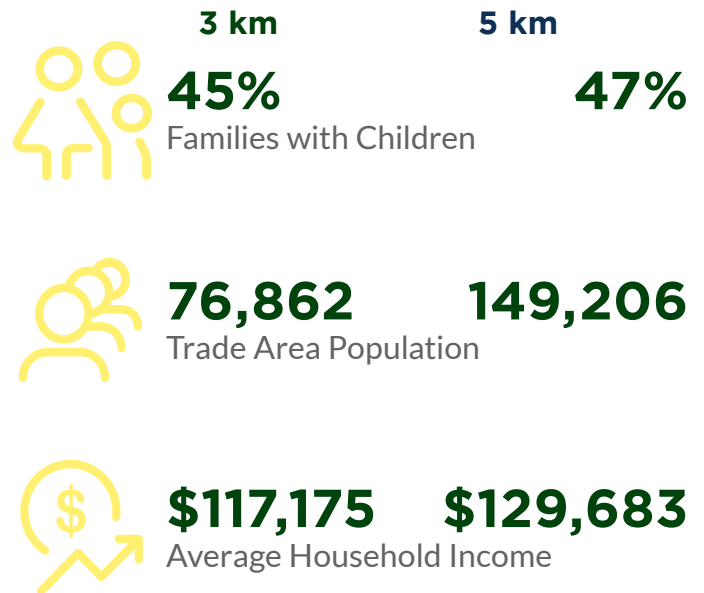 3 km 5 km
45% 47%
Families with Children
76,862 149,206
Trade Area Population
$
$117,175 $129,683
Average Household Income